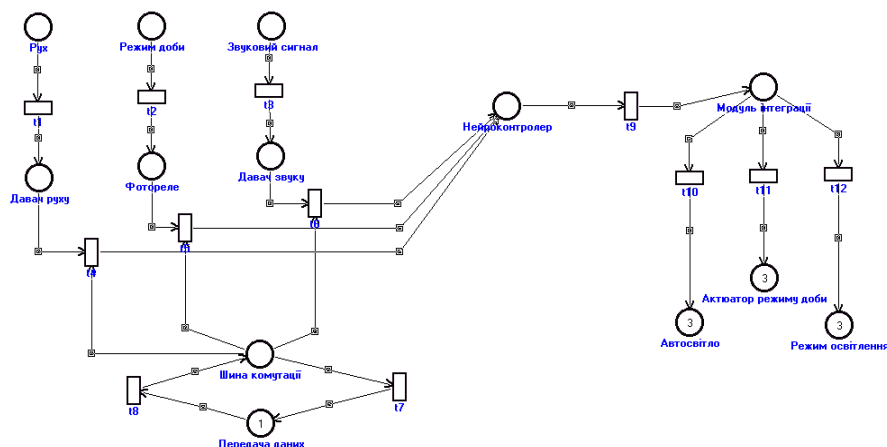 Рух
Режим доби
Звуковий сигнал
t1
t2
t3
Давач руху
Фотореле
Давач звуку
Нейроконтролер
t9
Модуль інтеграції
t10
t11
t12
t6
t5
t4
3
Актюатор режиму доби
3
Автосвітло
3
Режим освітлення
Шина комутації
t8
t7
1
Передача даних